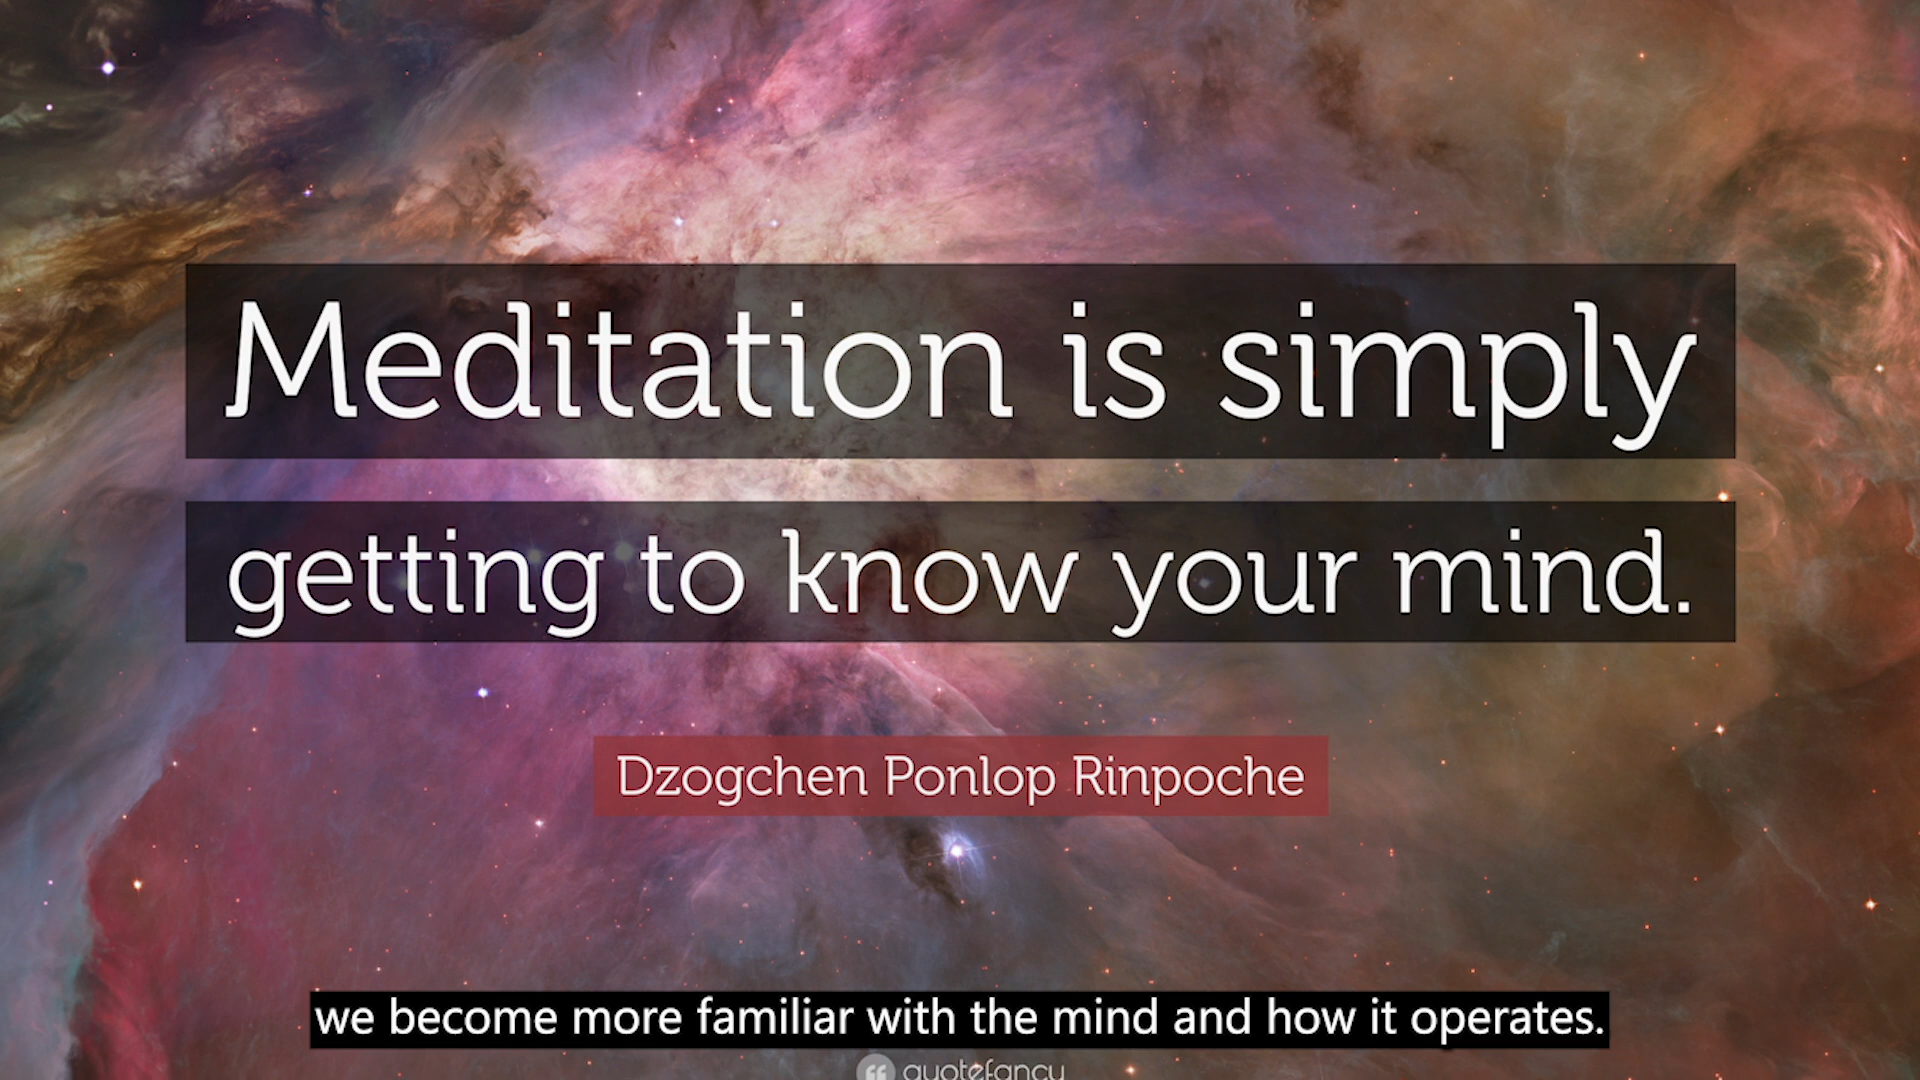 Meditation is simply
getting to know your mind.
Dzogchen Ponlop Rinpoche
we become more familiar with the mind and how it operates.
quotefancy